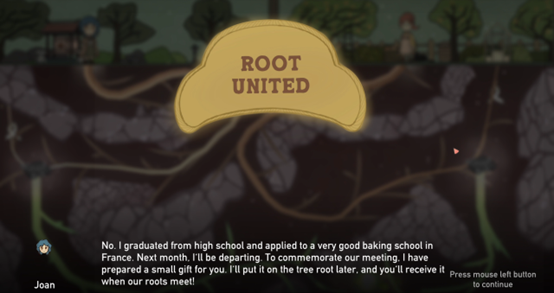 ROOT
UNITED
No. I graduated from high school and applied to a very good baking school in
France. Next month, I'll be departing. To commemorate our meeting, I have
prepared a small gift for you. I'll put it on the tree root later, and you'll receive it
when our roots meet!
Joan
Press mouse left button
to continue